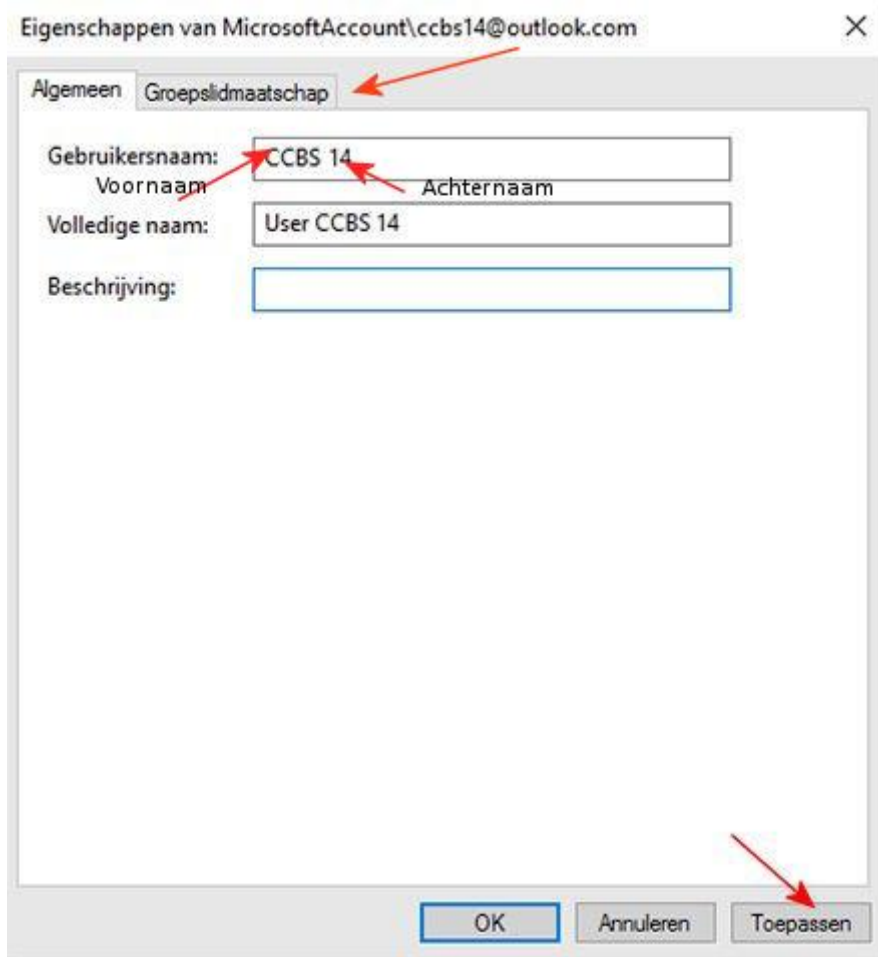 Eigenschappen van MicrosoftAccount\ccbs14@outlook.com
Algemeen Groepslidmaatschap
Gebruikersnaam: CCBS 14
Voornaam Achternaam
Volledige naam: User CCBS 14
Beschrijving:
OK Annuleren Toepassen